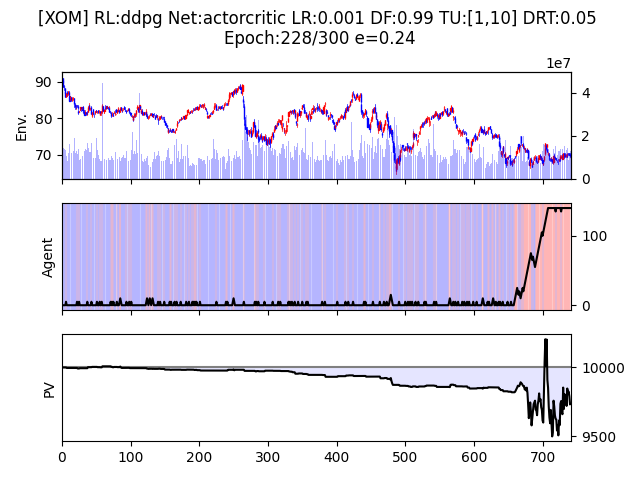 [XOM] RL:ddpg Net:actorcritic LR:0.001 DF:0.99 TU:[1,10] DRT:0.05
Epoch:228/300 e=0.24
1e7
Env.
90
80
70
4
2
0
Agent
100
0
PV
10000
9500
0 100 200 300 400 500 600 700